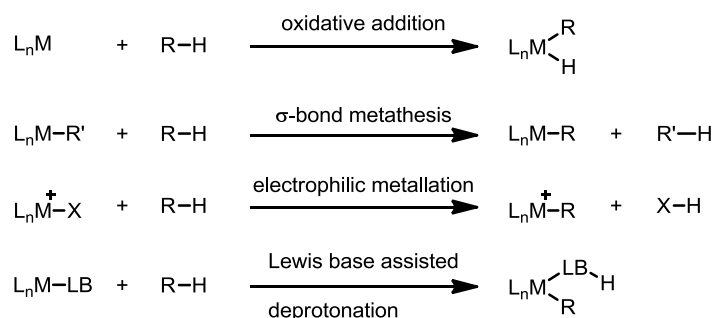 LnM + R-H oxidative addition LnM R H
LnM-R' + R-H σ-bond metathesis LnM-R + R'-H
LnM-X + + R-H electrophilic metallation LnM-R + + X-H
LnM-LB + R-H Lewis base assisted deprotonation LnM LB H R